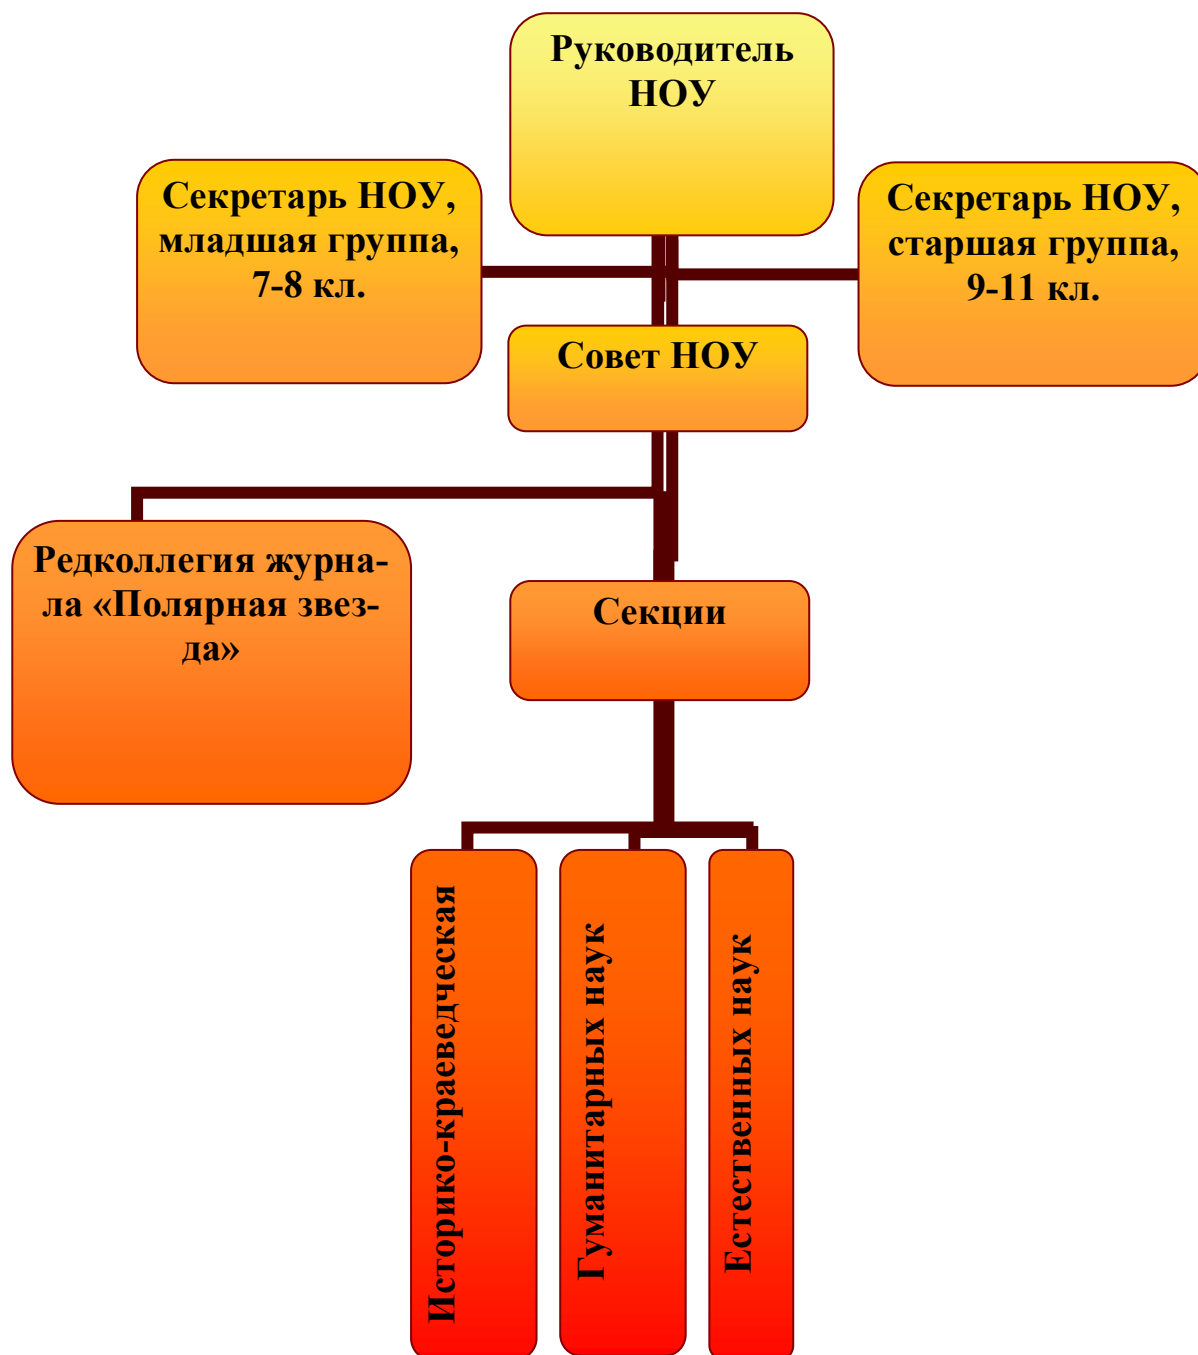 Руководитель
НОУ
Секретарь НОУ,
младшая группа,
7-8 кл.
Секретарь НОУ,
старшая группа,
9-11 кл.
Совет НОУ
Редколлегия журна-
ла «Полярная звез-
да»
Секции
Историко-краеведческая
Гуманитарных наук
Естественных наук